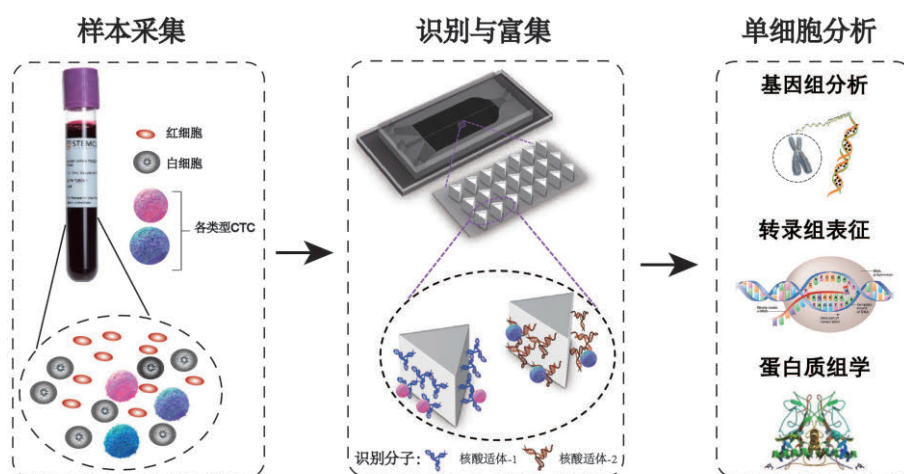 样本采集
识别与富集
单细胞分析
STEMC
红细胞
白细胞
各类型CTC
识别分子:
核酸适体-1
核酸适体-2
基因组分析
转录组表征
蛋白质组学